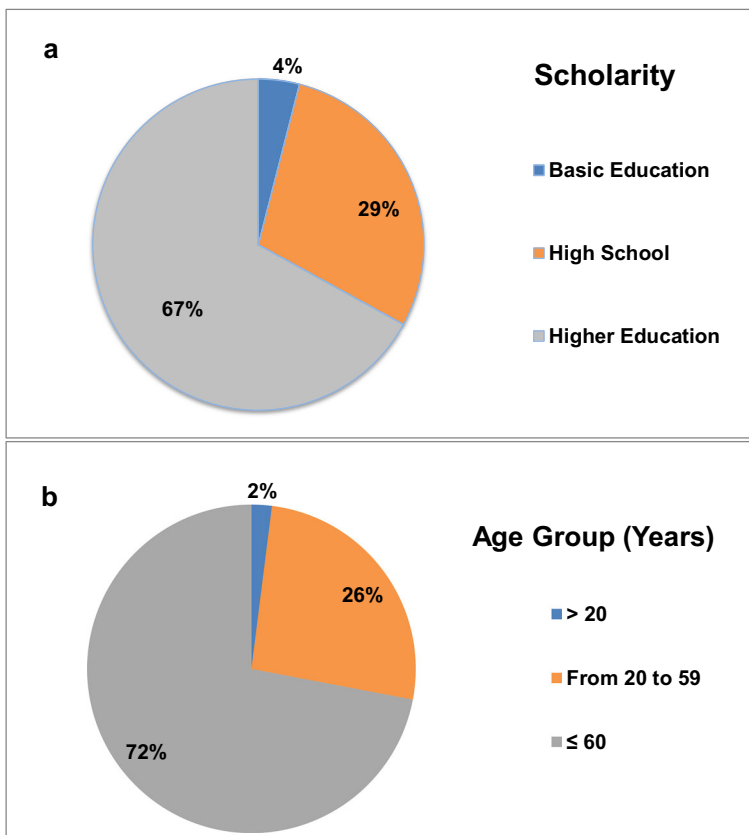 a
4%
Scholarity
Basic Education
29%
High School
67%
Higher Education
b
2%
Age Group (Years)
26%
> 20
From 20 to 59
72%
≤ 60